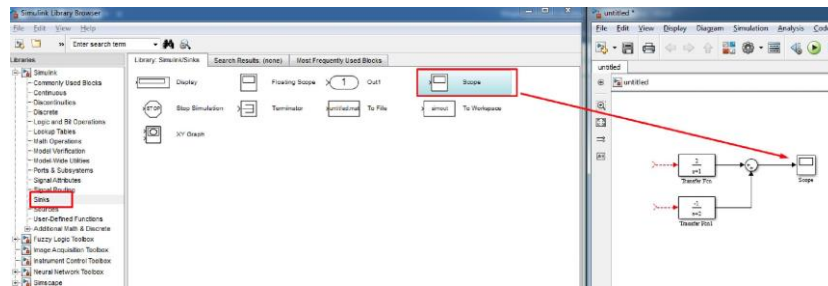 Simulink Library Browser
File Edit View Help
» Enter search term
Libraries
Library: Simulink/Sinks Search Results: (none) Most Frequently Used Blocks
Simulink
Commonly Used Blocks
Continuous
Discontinuities
Discrete
Logic and Bit Operations
Lookup Tables
Math Operations
Model Verification
Model-Wide Utilities
Ports & Subsystems
Signal Attributes
Signal Routing
Sinks
Sources
User-Defined Functions
Additional Math & Discrete
Fuzzy Logic Toolbox
Image Acquisition Toolbox
Instrument Control Toolbox
Neural Network Toolbox
Simscape
Display
Floating Scope
1 Out1
Scope
STOP Stop Simulation
Terminator
untitled.mat To File
simout To Workspace
XY Graph
untitled *
File Edit View Display Diagram Simulation Analysis Code
untitled
untitled
s+1
Transfer Fcn
Scope
s+2
Transfer Fcn1